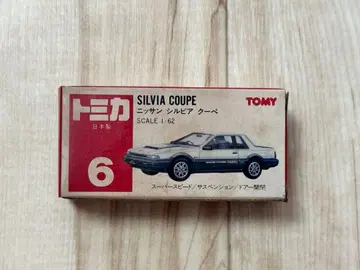 トミカ
日本製
6
SILVIA COUPE
ニッサン シルビア クーペ
SCALE 1/62
TOMY
スーパースピード/サスペンション/ドアー開閉